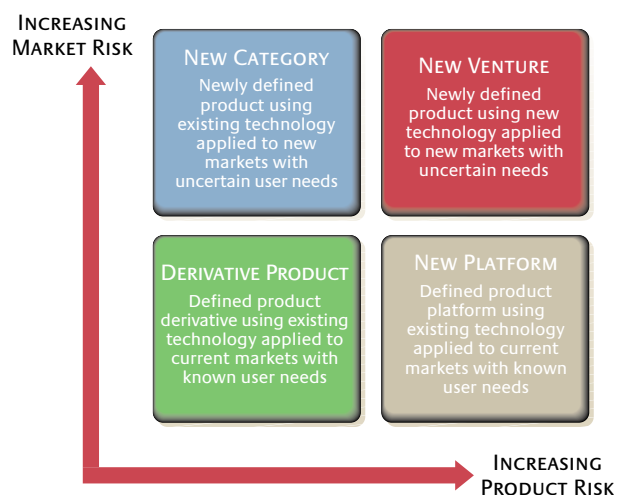 INCREASING
MARKET RISK
NEW CATEGORY
Newly defined
product using
existing technology
applied to new
markets with
uncertain user needs
NEW VENTURE
Newly defined
product using new
technology applied
to new markets with
uncertain needs
DERIVATIVE PRODUCT
Defined product
derivative using existing
technology applied to
current markets with
known user needs
NEW PLATFORM
Defined product
platform using
existing technology
applied to current
markets with known
user needs
INCREASING
PRODUCT RISK